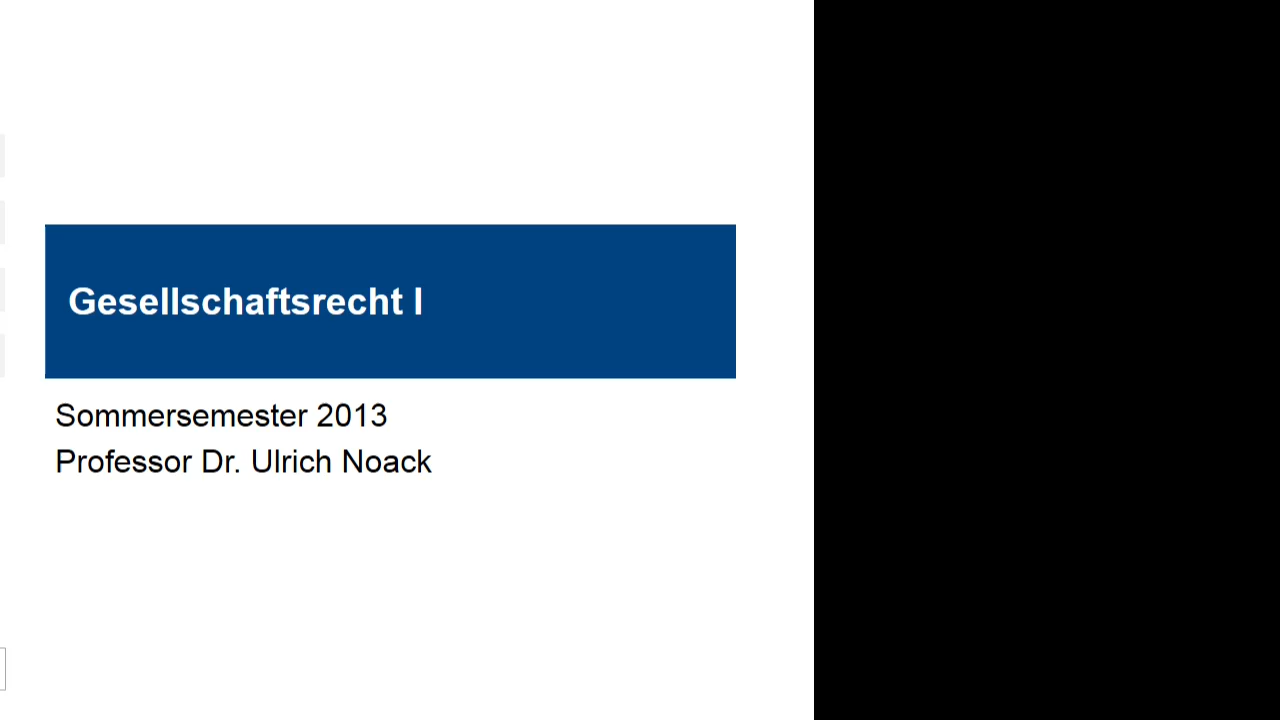 Gesellschaftsrecht I
Sommersemester 2013
Professor Dr. Ulrich Noack